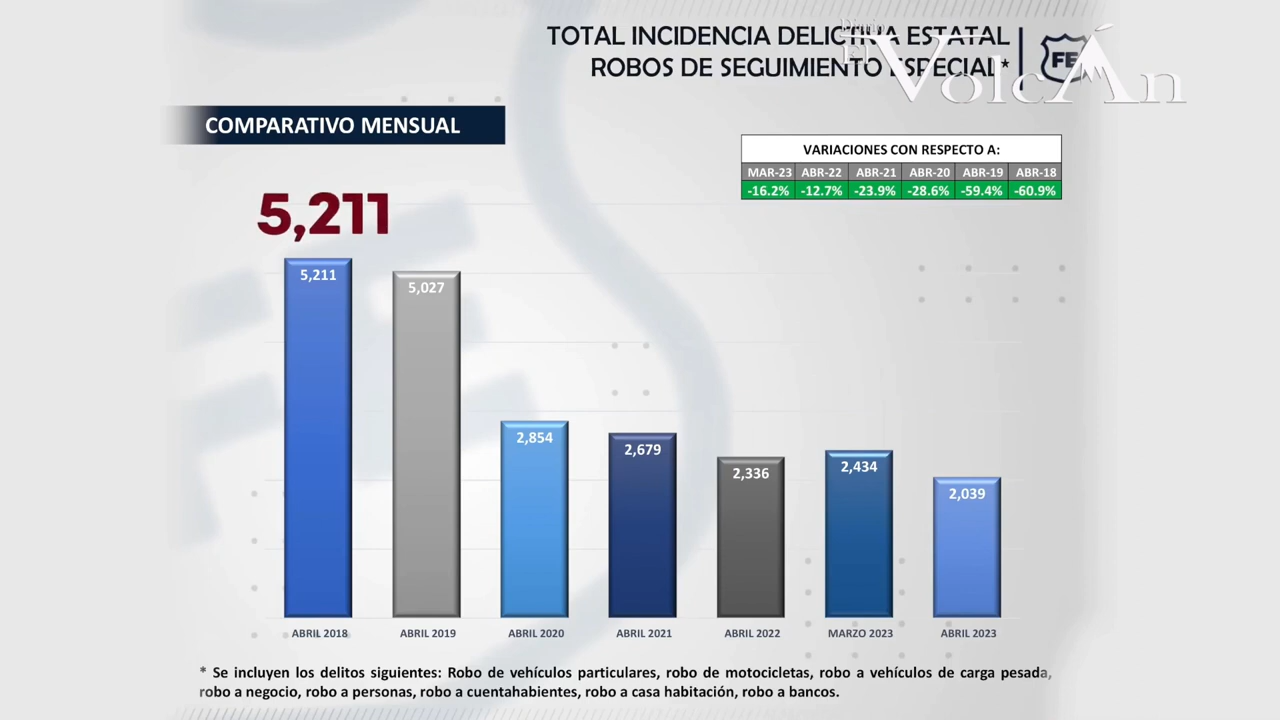 TOTAL INCIDENCIA DELICTIVA ESTATAL
ROBOS DE SEGUIMIENTO ESPECIAL*
FE
Diario
El Volcán
COMPARATIVO MENSUAL
VARIACIONES CON RESPECTO A:
MAR-23 ABR-22 ABR-21 ABR-20 ABR-19 ABR-18
-16.2% -12.7% -23.9% -28.6% -59.4% -60.9%
5,211
5,211
5,027
2,854
2,679
2,336
2,434
2,039
ABRIL 2018 ABRIL 2019 ABRIL 2020 ABRIL 2021 ABRIL 2022 MARZO 2023 ABRIL 2023
* Se incluyen los delitos siguientes: Robo de vehículos particulares, robo de motocicletas, robo a vehículos de carga pesada,
robo a negocio, robo a personas, robo a cuentahabientes, robo a casa habitación, robo a bancos.